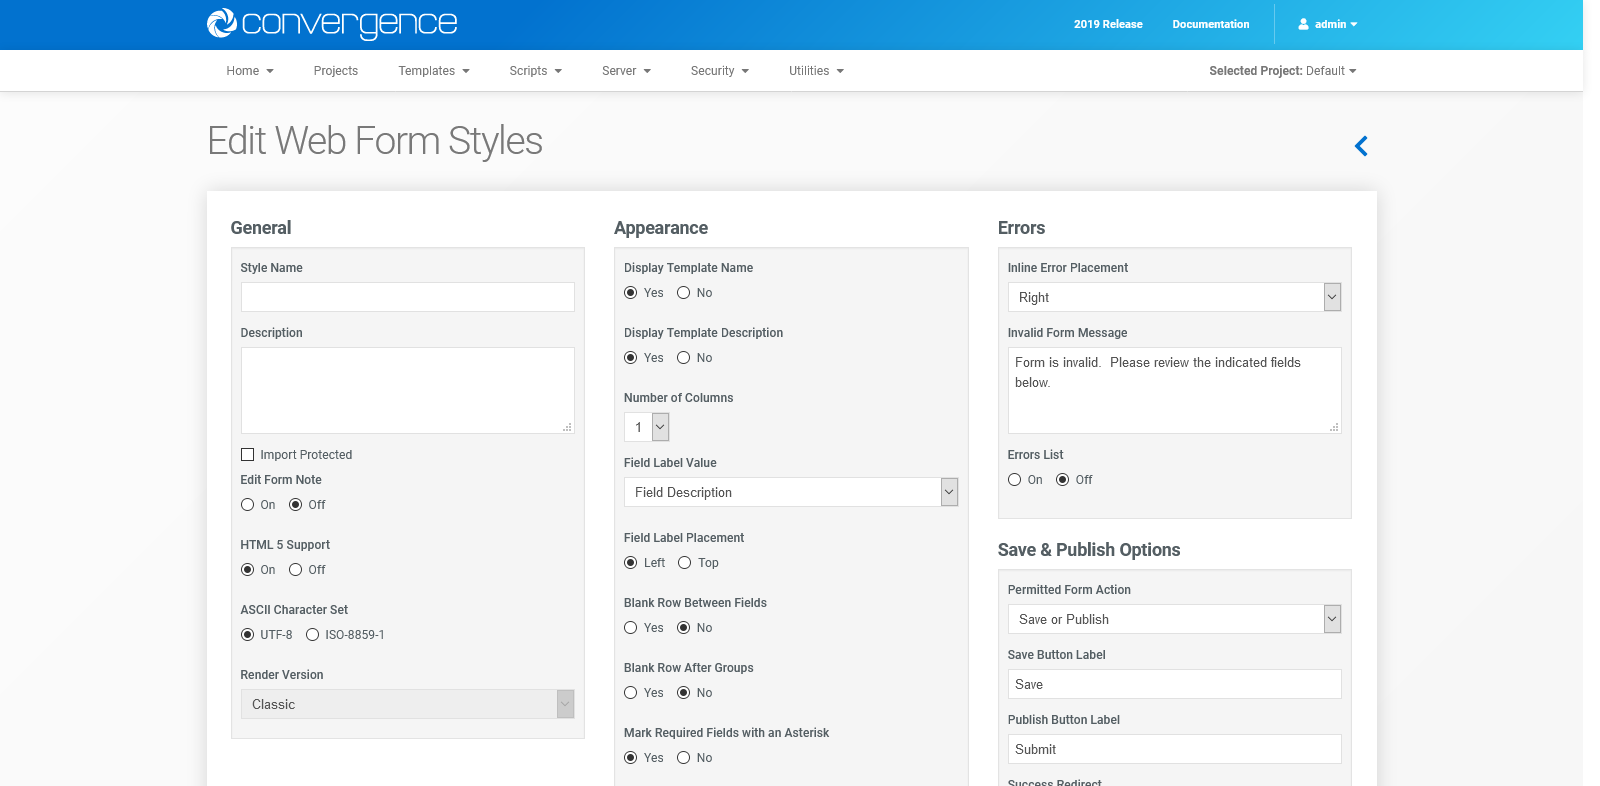 convergence
2019 Release
Documentation
admin
Home
Projects
Templates
Scripts
Server
Security
Utilities
Selected Project: Default
Edit Web Form Styles
General
Style Name
Description
Import Protected
Edit Form Note
On Off
HTML 5 Support
On Off
ASCII Character Set
UTF-8 ISO-8859-1
Render Version
Classic
Appearance
Display Template Name
Yes No
Display Template Description
Yes No
Number of Columns
1
Field Label Value
Field Description
Field Label Placement
Left Top
Blank Row Between Fields
Yes No
Blank Row After Groups
Yes No
Mark Required Fields with an Asterisk
Yes No
Errors
Inline Error Placement
Right
Invalid Form Message
Form is invalid.  Please review the indicated fields
below.
Errors List
On Off
Save & Publish Options
Permitted Form Action
Save or Publish
Save Button Label
Save
Publish Button Label
Submit
Success Redirect